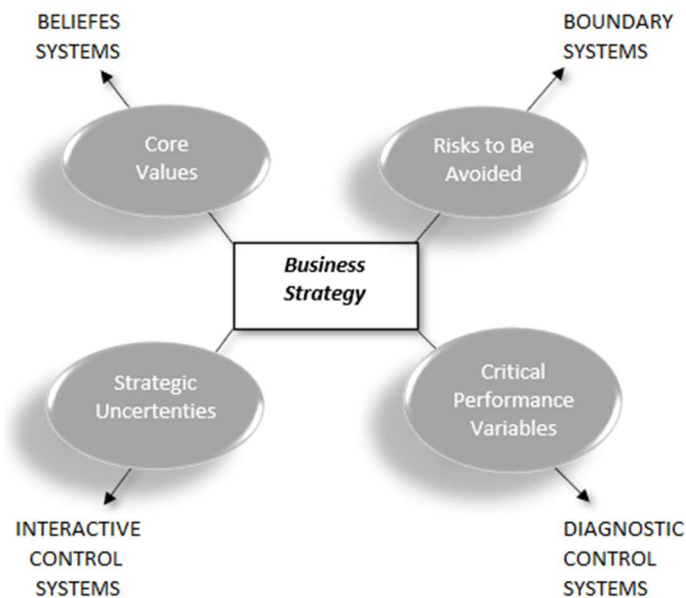 BELIEFES
SYSTEMS
BOUNDARY
SYSTEMS
Core
Values
Risks to Be
Avoided
Business
Strategy
Strategic
Uncertenties
Critical
Performance
Variables
INTERACTIVE
CONTROL
SYSTEMS
DIAGNOSTIC
CONTROL
SYSTEMS